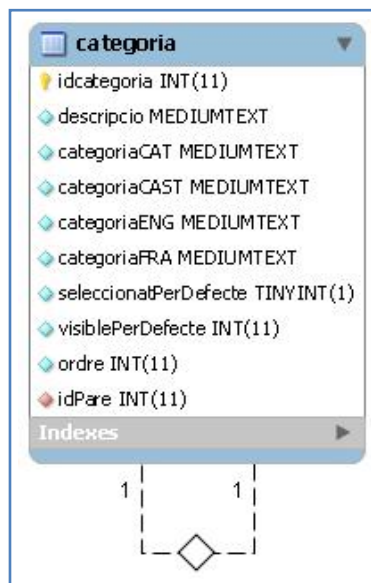 categoria
idcategoria INT(11)
descripcio MEDIUMTEXT
categoriaCAT MEDIUMTEXT
categoriaCAST MEDIUMTEXT
categoriaENG MEDIUMTEXT
categoriaFRA MEDIUMTEXT
seleccionatPerDefecte TINYINT(1)
visiblePerDefecte INT(11)
ordre INT(11)
idPare INT(11)
Indexes
1 1